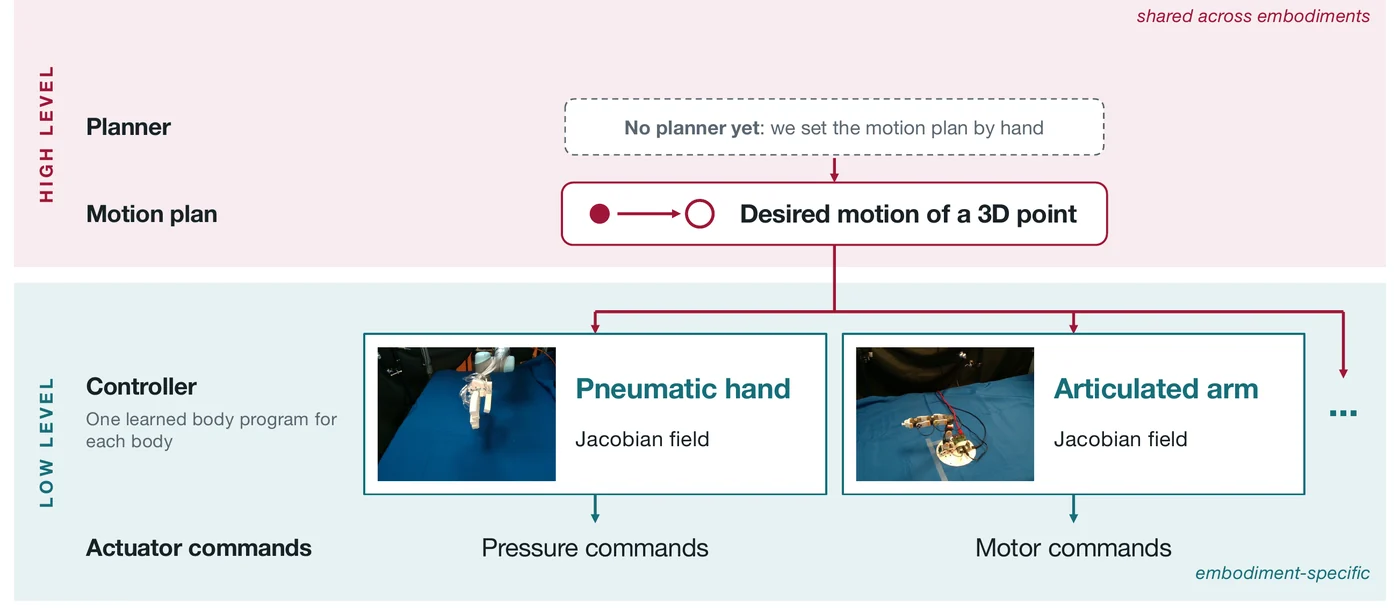 shared across embodiments
HIGH LEVEL
Planner
No planner yet: we set the motion plan by hand
Motion plan
Desired motion of a 3D point
LOW LEVEL
Controller
One learned body program for
each body
Pneumatic hand
Jacobian field
Articulated arm
Jacobian field
...
Actuator commands
Pressure commands
Motor commands
embodiment-specific